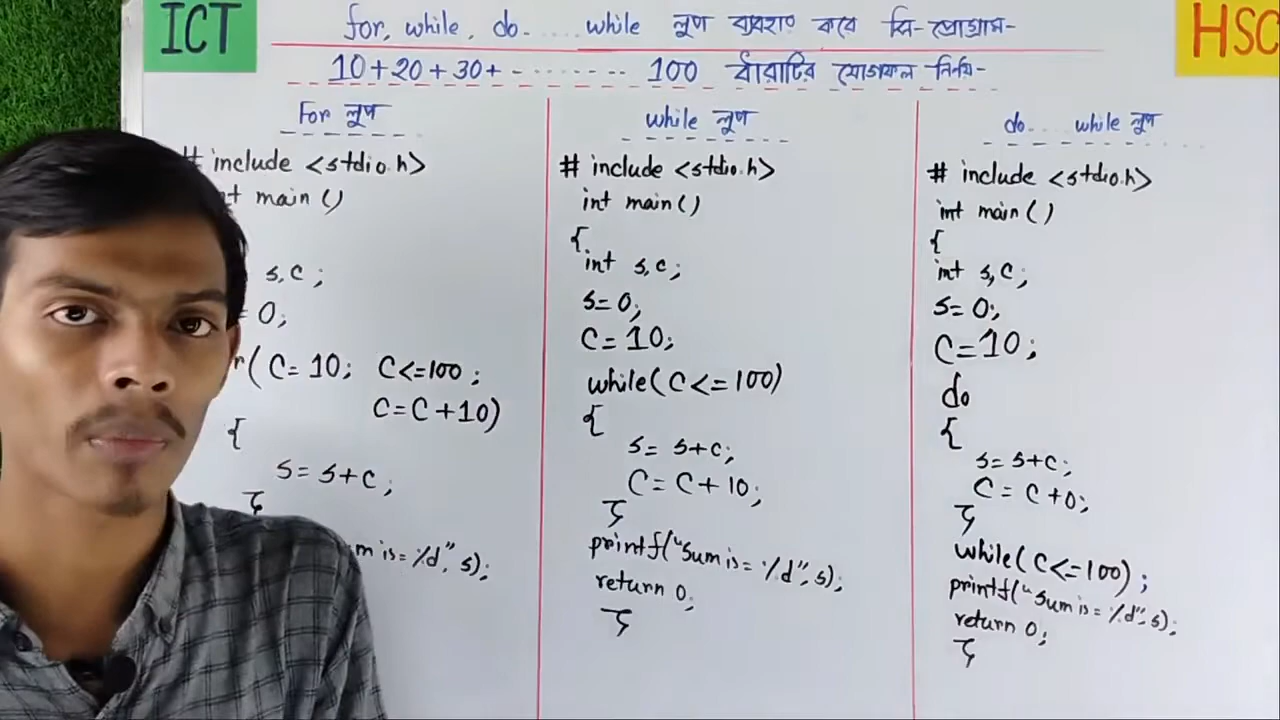 ICT
HSC
for, while, do......while লুপ ব্যবহার করে সি-প্রোগ্রাম-
10+20+30+-------- 100 ধারাটির যোগফল নির্ণয়-
For লুপ
# include <stdio.h>
int main ()
s,c;
= 0;
r( C= 10; C<=100;
C=C+10)
{
s=s+c;
}
m is= %d", s);
while লুপ
# include <stdio.h>
int main()
{
int s,c;
s=0;
C=10;
while(C<=100)
{
s= s+c;
C= C+10;
}
printf("Sum is= %d",s);
return 0;
}
do.... while লুপ
# include <stdio.h>
int main()
{
int s,c;
s=0;
C=10;
do
{
s= s+c;
C= C+0;
}
while(C<=100);
printf("Sum is= %d",s);
return 0;
}